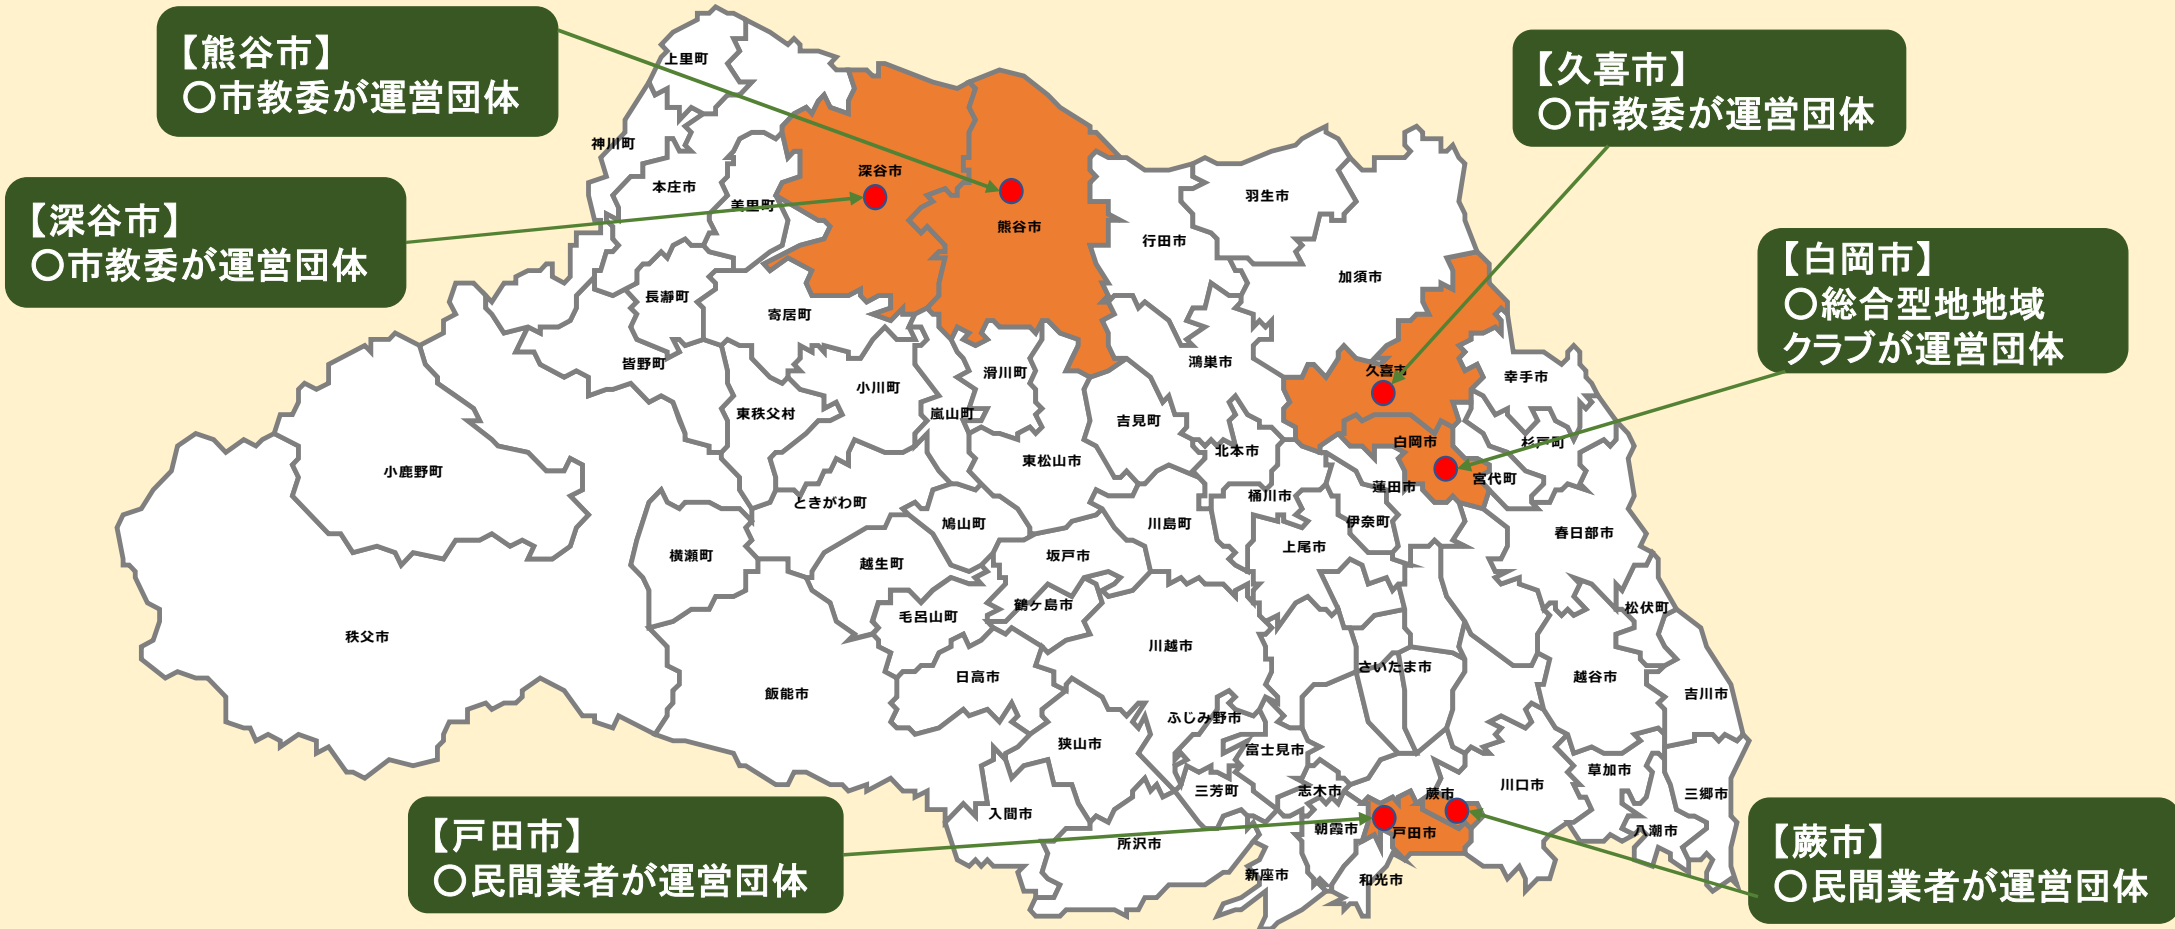 【熊谷市】
〇市教委が運営団体
【久喜市】
〇市教委が運営団体
【深谷市】
〇市教委が運営団体
【白岡市】
〇総合型地地域
クラブが運営団体
【戸田市】
〇民間業者が運営団体
【蕨市】
〇民間業者が運営団体
上里町
神川町
本庄市
美里町
深谷市
熊谷市
行田市
羽生市
加須市
長瀞町
皆野町
寄居町
小川町
東秩父村
嵐山町
滑川町
吉見町
鴻巣市
久喜市
幸手市
小鹿野町
ときがわ町
東松山市
北本市
白岡市
杉戸町
宮代町
蓮田市
桶川市
伊奈町
横瀬町
鳩山町
川島町
上尾市
春日部市
越生町
坂戸市
鶴ヶ島市
毛呂山町
松伏町
秩父市
川越市
さいたま市
越谷市
日高市
吉川市
飯能市
ふじみ野市
狭山市
富士見市
草加市
三芳町
志木市
蕨市
川口市
三郷市
入間市
朝霞市
戸田市
八潮市
所沢市
新座市
和光市